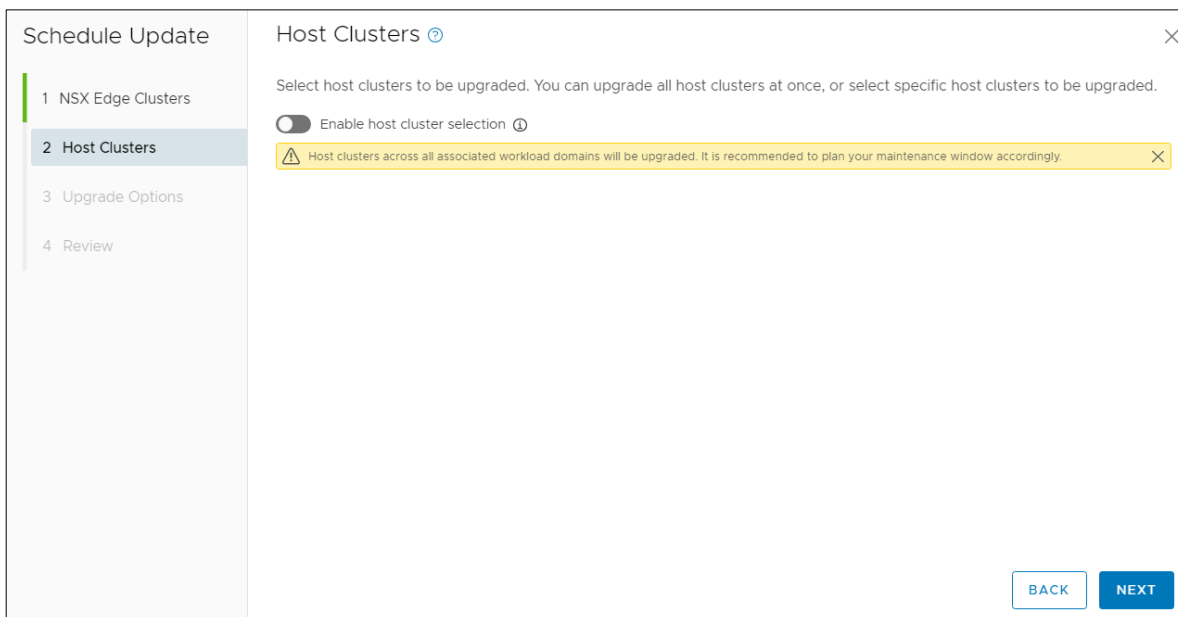 Schedule Update
1 NSX Edge Clusters
2 Host Clusters
3 Upgrade Options
4 Review
Host Clusters
Select host clusters to be upgraded. You can upgrade all host clusters at once, or select specific host clusters to be upgraded.
Enable host cluster selection
Host clusters across all associated workload domains will be upgraded. It is recommended to plan your maintenance window accordingly.
BACK NEXT